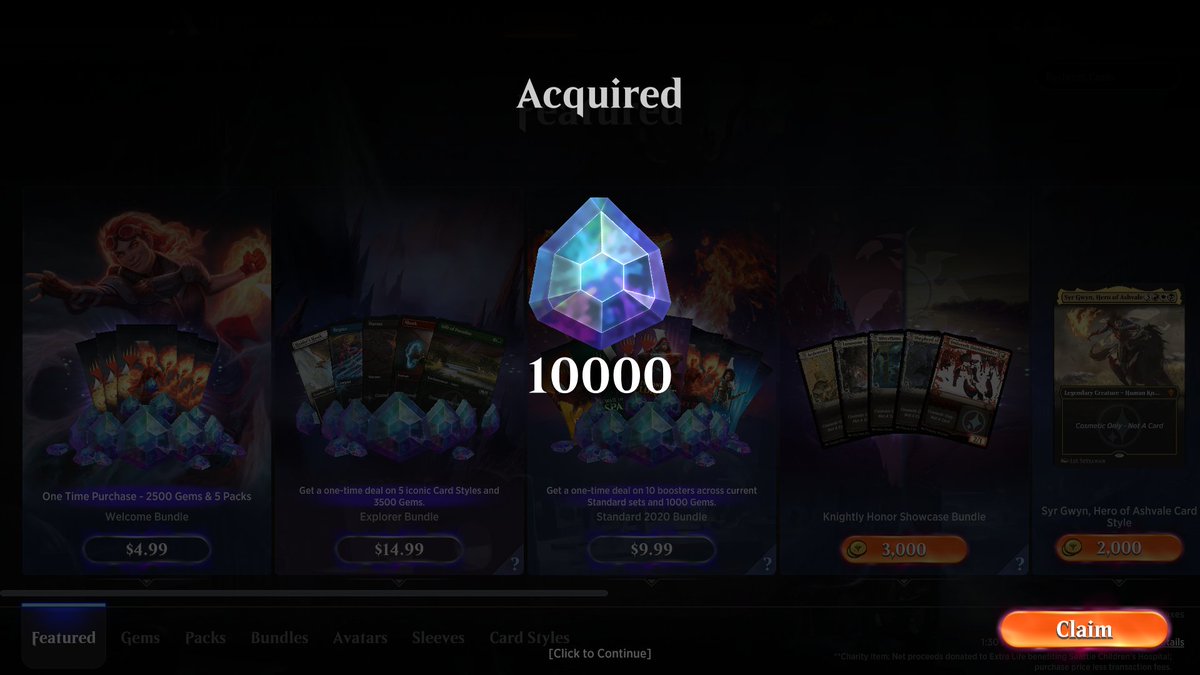 Acquired
Featured
10000
Syr Gwyn, Hero of Ashvale
Legendary Creature - Human Kn...
Cosmetic Only - Not A Card
One Time Purchase - 2500 Gems & 5 Packs
Welcome Bundle
$4.99
Get a one-time deal on 5 iconic Card Styles and
3500 Gems.
Explorer Bundle
$14.99
?
Get a one-time deal on 10 boosters across current
Standard sets and 1000 Gems.
Standard 2020 Bundle
$9.99
?
Knightly Honor Showcase Bundle
3,000
?
Syr Gwyn, Hero of Ashvale Card
Style
2,000
Featured
Gems
Packs
Bundles
Avatars
Sleeves
Card Styles
[Click to Continue]
Claim
**Charity Item: Net proceeds donated to Extra Life benefiting Seattle Children's Hospital,
purchase price less transaction fees.